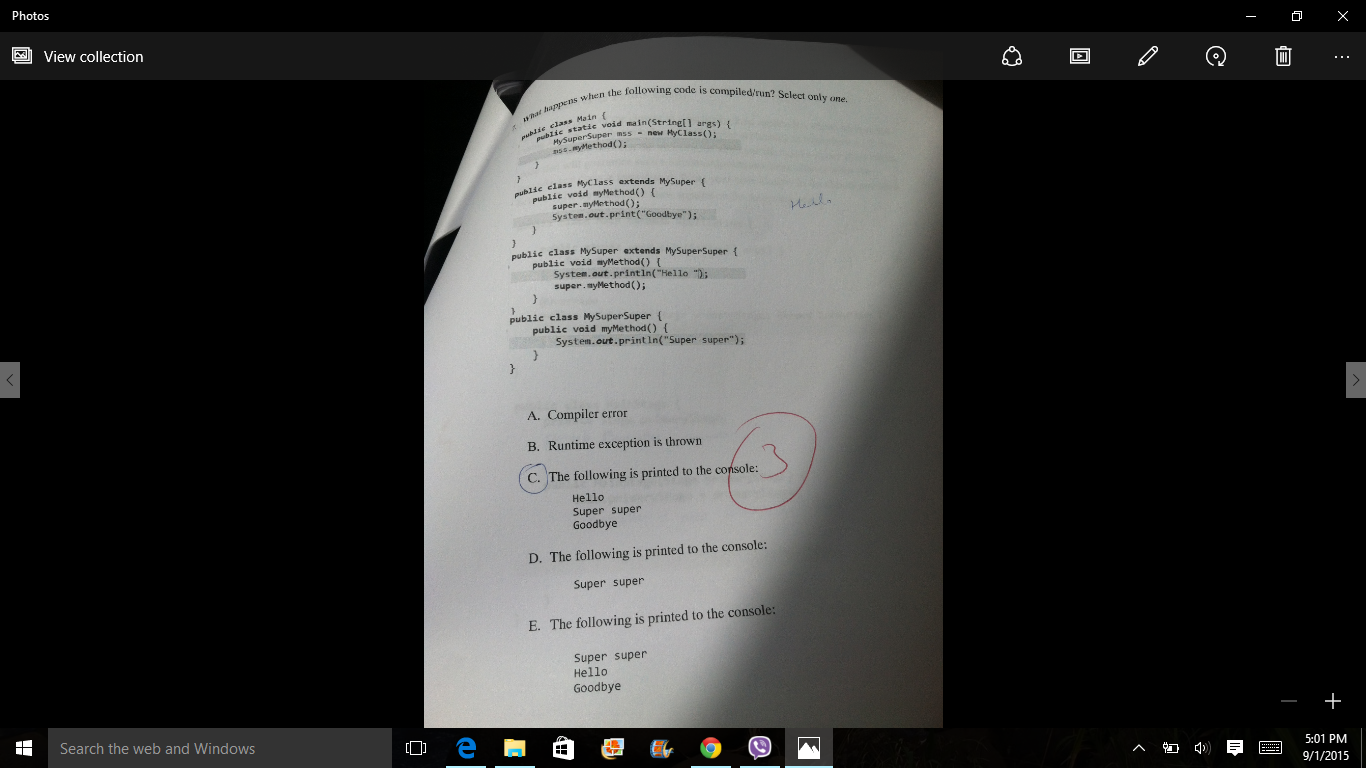 Photos
View collection
What happens when the following code is compiled/run? Select only one.
public class Main {
public static void main(String[] args) {
MySuperSuper mss = new MyClass();
mss.myMethod();
}
}
public class MyClass extends MySuper {
public void myMethod() {
super.myMethod();
System.out.print("Goodbye");
}
}
Hello
public class MySuper extends MySuperSuper {
public void myMethod() {
System.out.println("Hello ");
super.myMethod();
}
}
public class MySuperSuper {
public void myMethod() {
System.out.println("Super super");
}
}
A. Compiler error
B. Runtime exception is thrown
C. The following is printed to the console:
3
Hello
Super super
Goodbye
D. The following is printed to the console:
Super super
E. The following is printed to the console:
Super super
Hello
Goodbye
Search the web and Windows
5:01 PM
9/1/2015